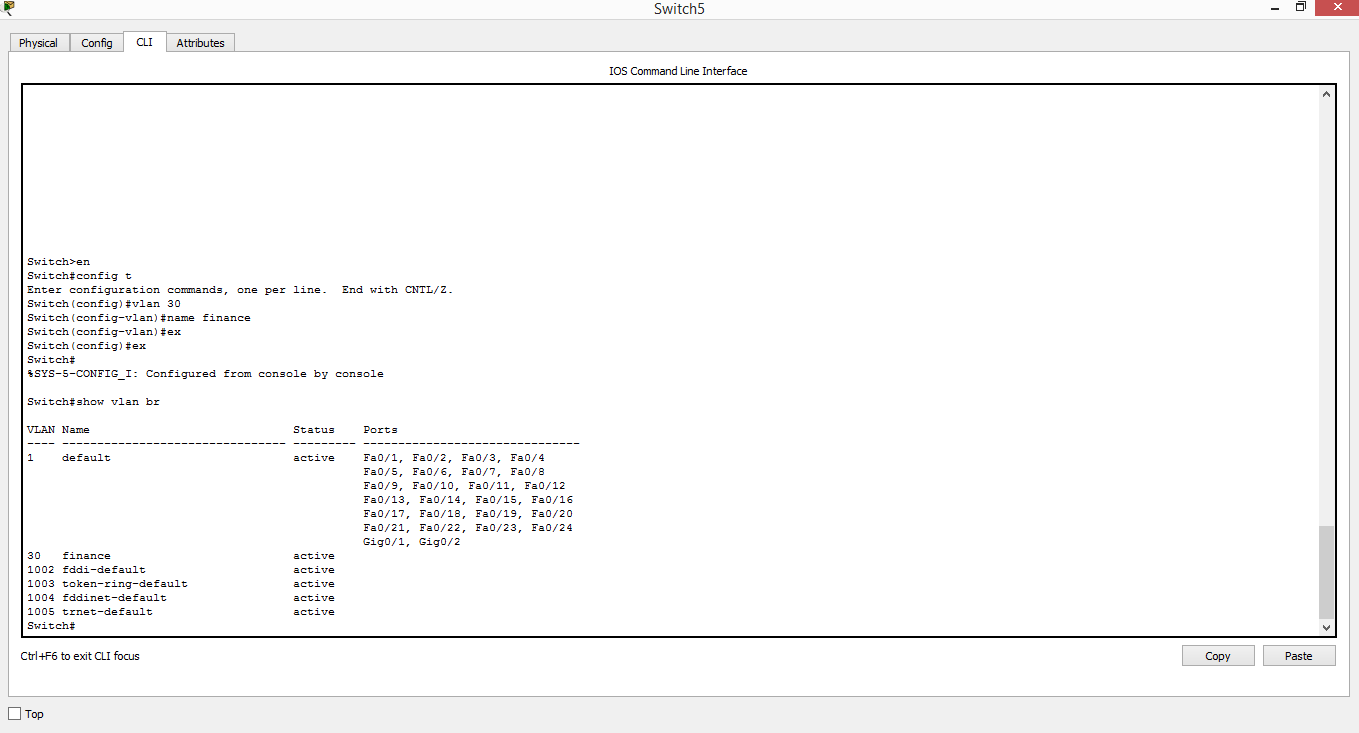 Switch5
Physical Config CLI Attributes
IOS Command Line Interface
Switch>en
Switch#config t
Enter configuration commands, one per line.  End with CNTL/Z.
Switch(config)#vlan 30
Switch(config-vlan)#name finance
Switch(config-vlan)#ex
Switch(config)#ex
Switch#
%SYS-5-CONFIG_I: Configured from console by console
Switch#show vlan br
VLAN Name                             Status    Ports
---- -------------------------------- --------- -------------------------------
1    default                          active    Fa0/1, Fa0/2, Fa0/3, Fa0/4
                                                Fa0/5, Fa0/6, Fa0/7, Fa0/8
                                                Fa0/9, Fa0/10, Fa0/11, Fa0/12
                                                Fa0/13, Fa0/14, Fa0/15, Fa0/16
                                                Fa0/17, Fa0/18, Fa0/19, Fa0/20
                                                Fa0/21, Fa0/22, Fa0/23, Fa0/24
                                                Gig0/1, Gig0/2
30   finance                          active
1002 fddi-default                     active
1003 token-ring-default               active
1004 fddinet-default                  active
1005 trnet-default                    active
Switch#
Ctrl+F6 to exit CLI focus
Copy Paste
Top